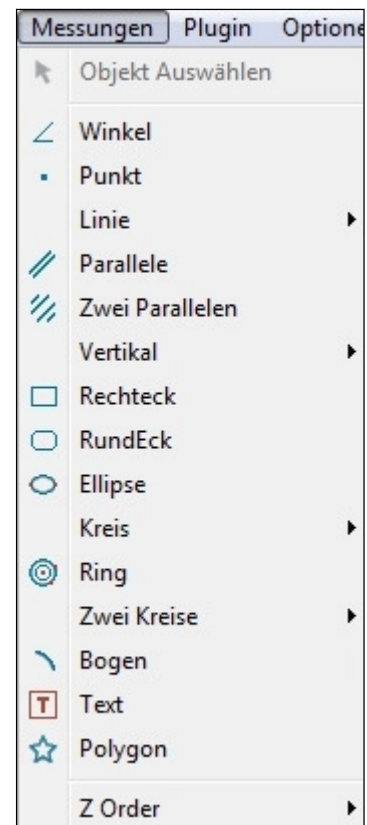 Messungen Plugin Optione
Objekt Auswählen
Winkel
Punkt
Linie
Parallele
Zwei Parallelen
Vertikal
Rechteck
RundEck
Ellipse
Kreis
Ring
Zwei Kreise
Bogen
T Text
Polygon
Z Order